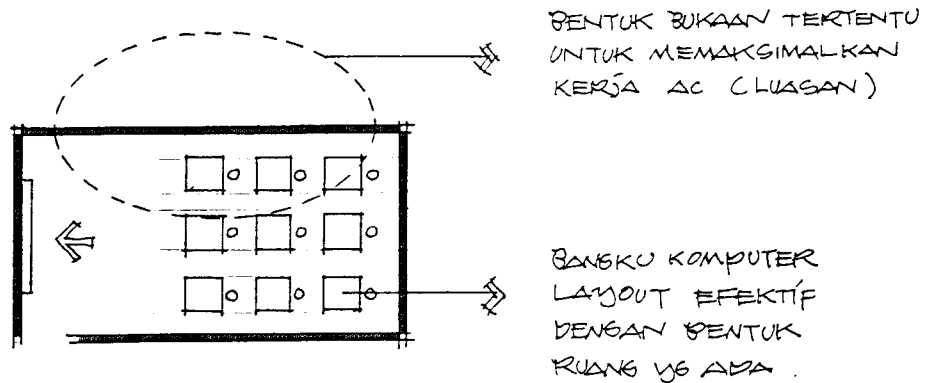 BENTUK BUKAAN TERTENTU
UNTUK MEMAKSIMALKAN
KERJA AC (LUASAN)
BANGKU KOMPUTER
LAYOUT EFEKTIF
DENGAN BENTUK
RUANG YG ADA.